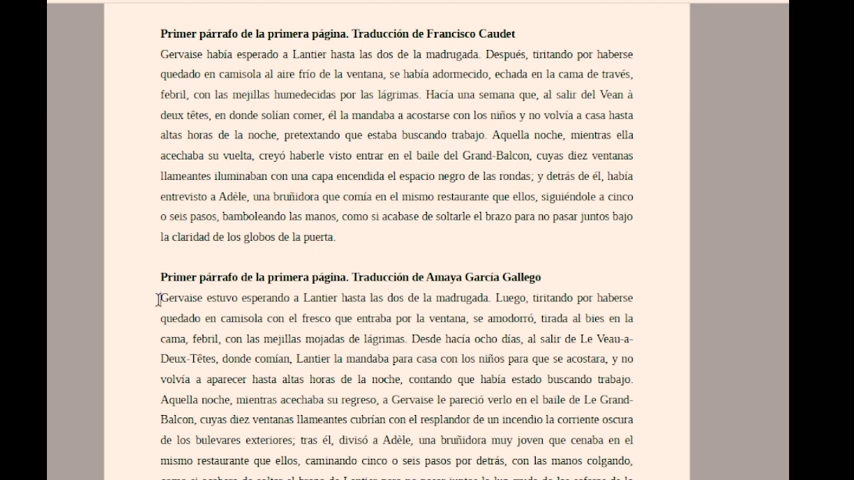 Primer párrafo de la primera página. Traducción de Francisco Caudet
Gervaise había esperado a Lantier hasta las dos de la madrugada. Después, tiritando por haberse
quedado en camisola al aire frío de la ventana, se había adormecido, echada en la cama de través,
febril, con las mejillas humedecidas por las lágrimas. Hacía una semana que, al salir del Vean à
deux têtes, en donde solían comer, él la mandaba a acostarse con los niños y no volvía a casa hasta
altas horas de la noche, pretextando que estaba buscando trabajo. Aquella noche, mientras ella
acechaba su vuelta, creyó haberle visto entrar en el baile del Grand-Balcon, cuyas diez ventanas
llameantes iluminaban con una capa encendida el espacio negro de las rondas; y detrás de él, había
entrevisto a Adèle, una bruñidora que comía en el mismo restaurante que ellos, siguiéndole a cinco
o seis pasos, bamboleando las manos, como si acabase de soltarle el brazo para no pasar juntos bajo
la claridad de los globos de la puerta.
Primer párrafo de la primera página. Traducción de Amaya García Gallego
Gervaise estuvo esperando a Lantier hasta las dos de la madrugada. Luego, tiritando por haberse
quedado en camisola con el fresco que entraba por la ventana, se amodorró, tirada al bies en la
cama, febril, con las mejillas mojadas de lágrimas. Desde hacía ocho días, al salir de Le Veau-a-
Deux-Têtes, donde comían, Lantier la mandaba para casa con los niños para que se acostara, y no
volvía a aparecer hasta altas horas de la noche, contando que había estado buscando trabajo.
Aquella noche, mientras acechaba su regreso, a Gervaise le pareció verlo en el baile de Le Grand-
Balcon, cuyas diez ventanas llameantes cubrían con el resplandor de un incendio la corriente oscura
de los bulevares exteriores; tras él, divisó a Adèle, una bruñidora muy joven que cenaba en el
mismo restaurante que ellos, caminando cinco o seis pasos por detrás, con las manos colgando,